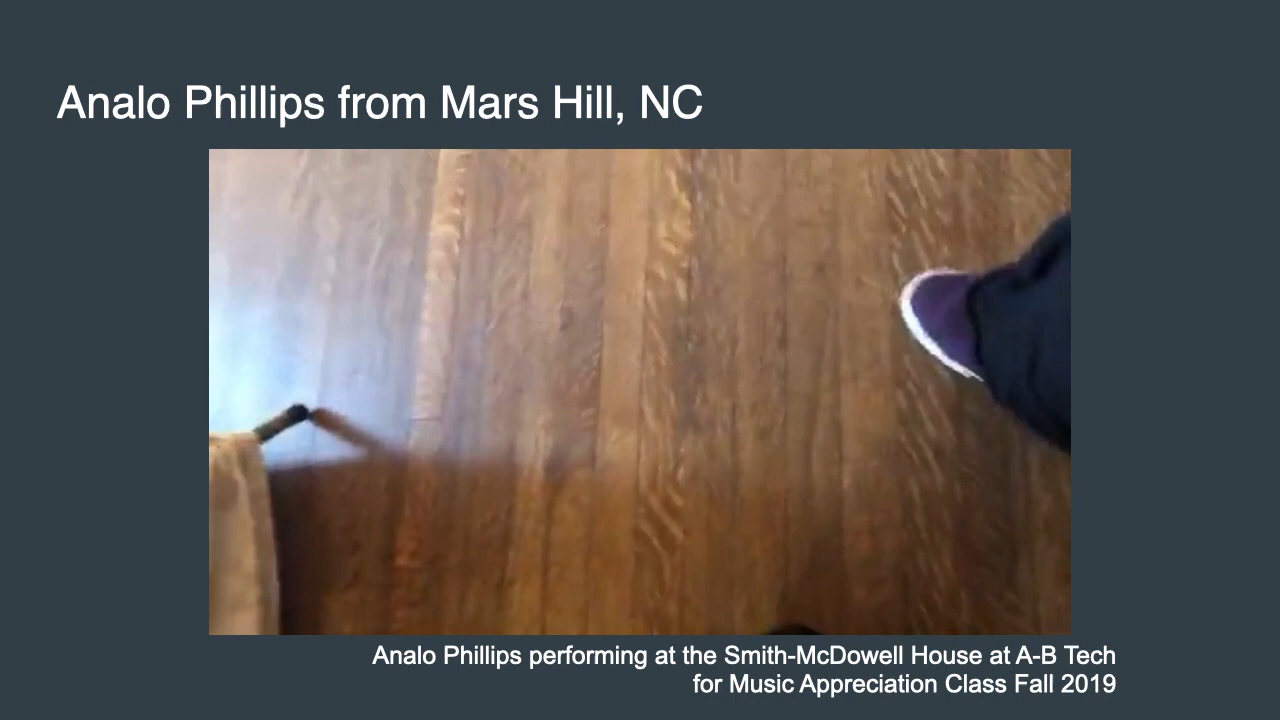 Analo Phillips from Mars Hill, NC
Analo Phillips performing at the Smith-McDowell House at A-B Tech
for Music Appreciation Class Fall 2019